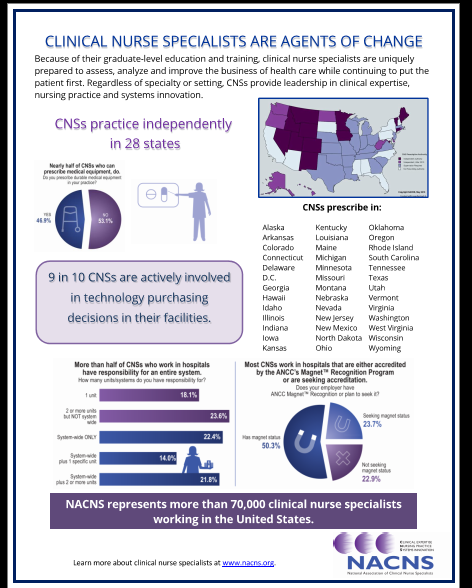 CLINICAL NURSE SPECIALISTS ARE AGENTS OF CHANGE
Because of their graduate-level education and training, clinical nurse specialists are uniquely
prepared to assess, analyze and improve the business of health care while continuing to put the
patient first. Regardless of specialty or setting, CNSs provide leadership in clinical expertise,
nursing practice and systems innovation.
CNSs practice independently
in 28 states
Nearly half of CNSs who can
prescribe medical equipment, do.
Do you prescribe durable medical equipment
in your practice?
YES
46.9%
NO
53.1%
9 in 10 CNSs are actively involved
in technology purchasing
decisions in their facilities.
CNSs prescribe in:
Alaska Kentucky Oklahoma
Arkansas Louisiana Oregon
Colorado Maine Rhode Island
Connecticut Michigan South Carolina
Delaware Minnesota Tennessee
D.C. Missouri Texas
Georgia Montana Utah
Hawaii Nebraska Vermont
Idaho Nevada Virginia
Illinois New Jersey Washington
Indiana New Mexico West Virginia
Iowa North Dakota Wisconsin
Kansas Ohio Wyoming
More than half of CNSs who work in hospitals
have responsibility for an entire system.
How many units/systems do you have responsibility for?
1 unit 18.1%
2 or more units
but NOT system
wide
23.6%
System-wide ONLY 22.4%
System-wide
plus 1 specific unit
14.0%
System-wide
plus 2 or more units
21.8%
Most CNSs work in hospitals that are either accredited
by the ANCC's Magnet™ Recognition Program
or are seeking accreditation.
Does your employer have
ANCC Magnet™ Recognition or plan to seek it?
Has magnet status
50.3%
Seeking magnet status
23.7%
Not seeking
magnet status
22.9%
NACNS represents more than 70,000 clinical nurse specialists
working in the United States.
Learn more about clinical nurse specialists at www.nacns.org.
CLINICAL EXPERTISE
NURSING PRACTICE
SYSTEMS INNOVATION
NACNS
National Association of Clinical Nurse Specialists